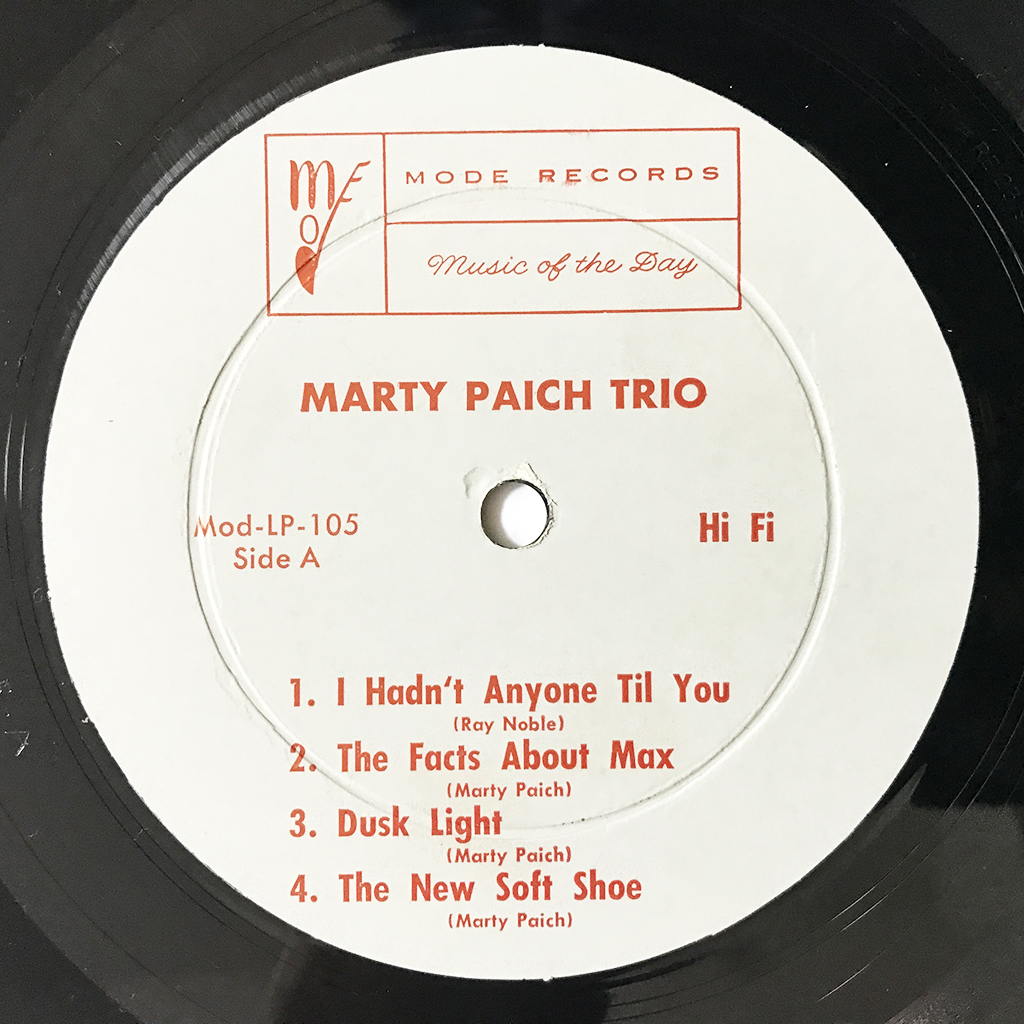 MODE
MODE RECORDS
Music of the Day
MARTY PAICH TRIO
Mod-LP-105
Side A
Hi Fi
1. I Hadn't Anyone Til You
(Ray Noble)
2. The Facts About Max
(Marty Paich)
3. Dusk Light
(Marty Paich)
4. The New Soft Shoe
(Marty Paich)